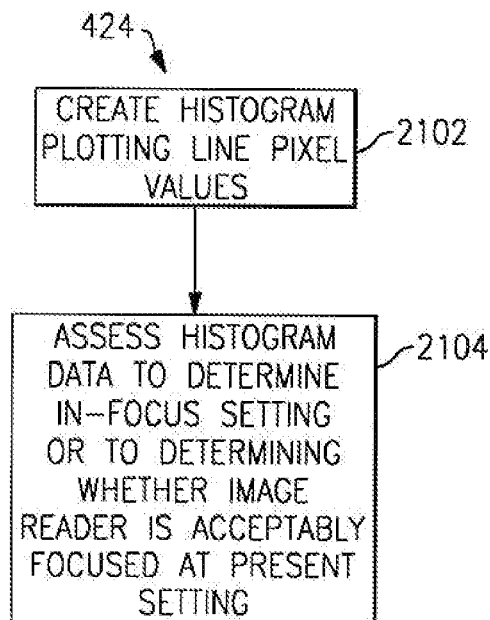 424
CREATE HISTOGRAM
PLOTTING LINE PIXEL
VALUES
2102
ASSESS HISTOGRAM
DATA TO DETERMINE
IN-FOCUS SETTING
OR TO DETERMINING
WHETHER IMAGE
READER IS ACCEPTABLY
FOCUSED AT PRESENT
SETTING
2104